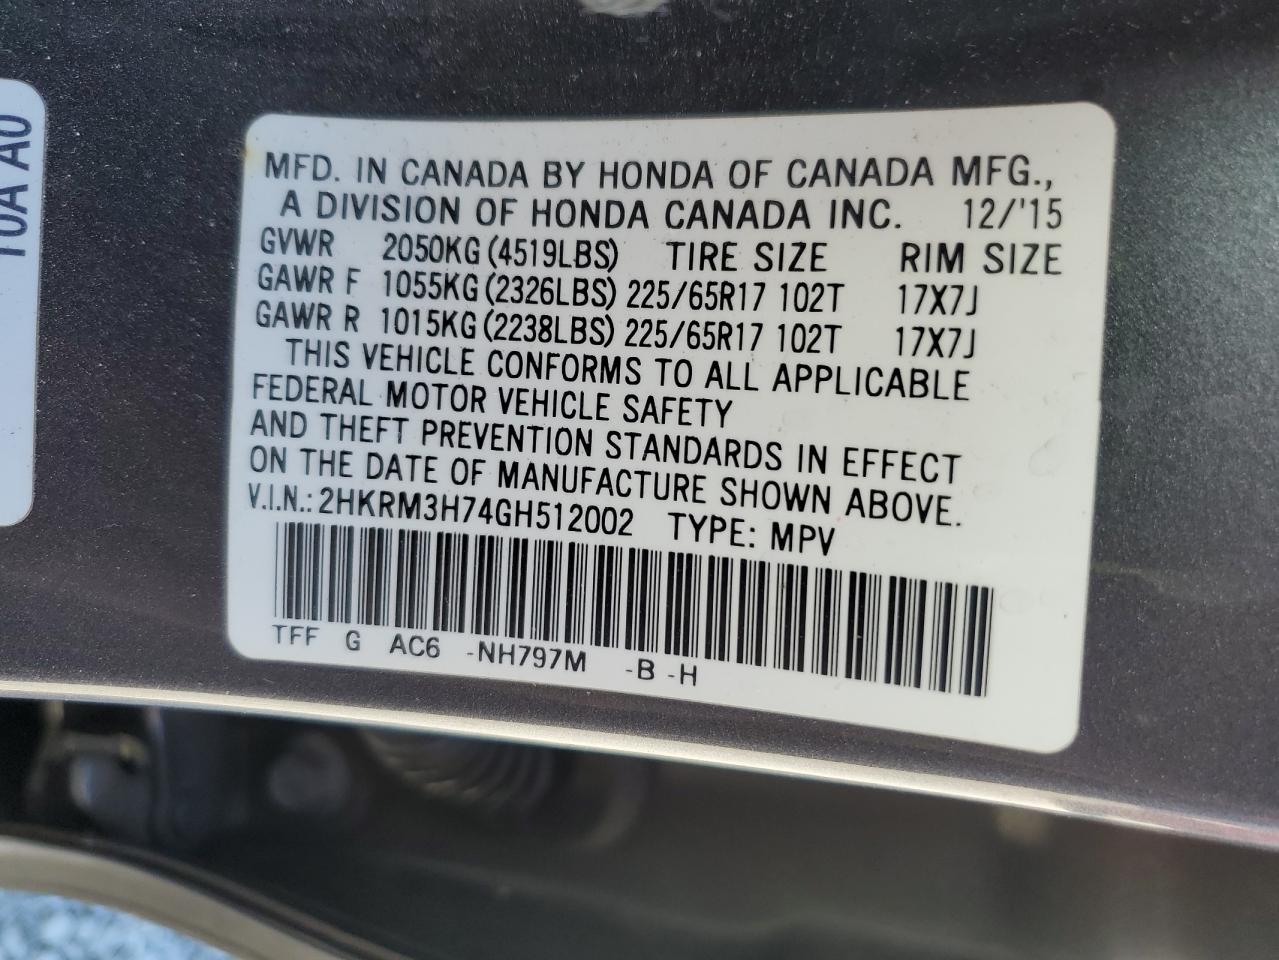 10A A0
MFD. IN CANADA BY HONDA OF CANADA MFG.,
A DIVISION OF HONDA CANADA INC. 12/'15
GVWR 2050KG (4519LBS) TIRE SIZE RIM SIZE
GAWR F 1055KG (2326LBS) 225/65R17 102T 17X7J
GAWR R 1015KG (2238LBS) 225/65R17 102T 17X7J
THIS VEHICLE CONFORMS TO ALL APPLICABLE
FEDERAL MOTOR VEHICLE SAFETY
AND THEFT PREVENTION STANDARDS IN EFFECT
ON THE DATE OF MANUFACTURE SHOWN ABOVE.
V.I.N.: 2HKRM3H74GH512002 TYPE: MPV
TFF G AC6 -NH797M -B -H